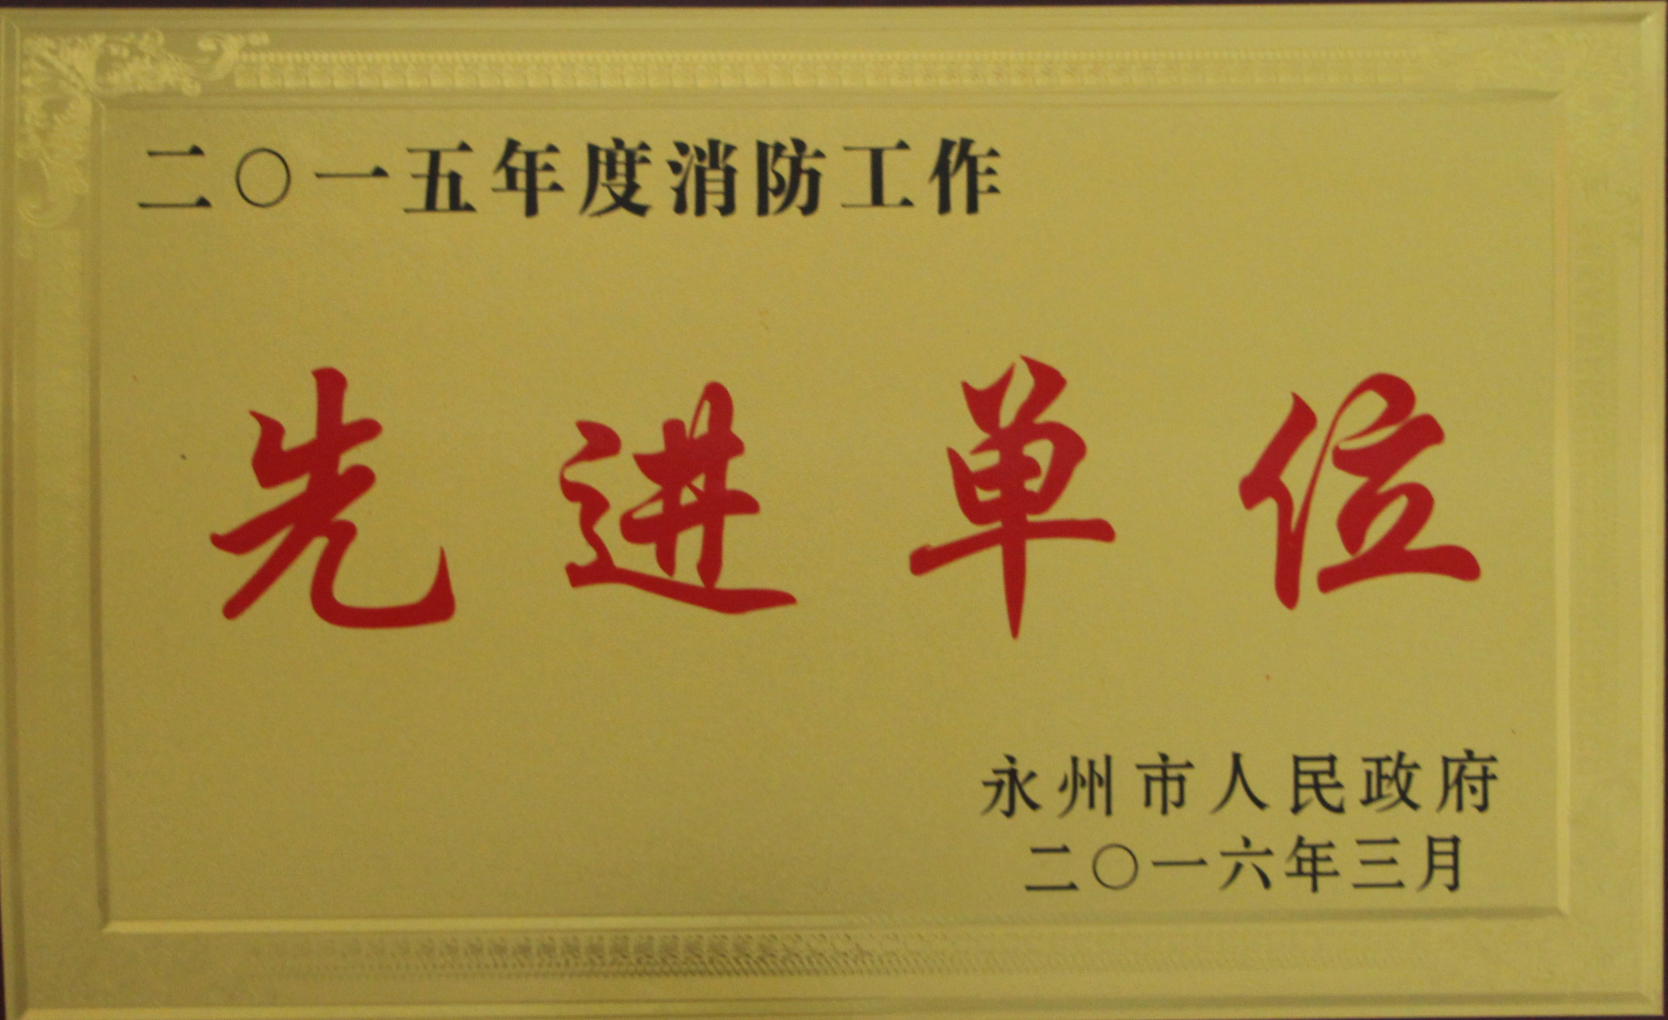 二〇一五年度消防工作
先进单位
永州市人民政府
二〇一六年三月